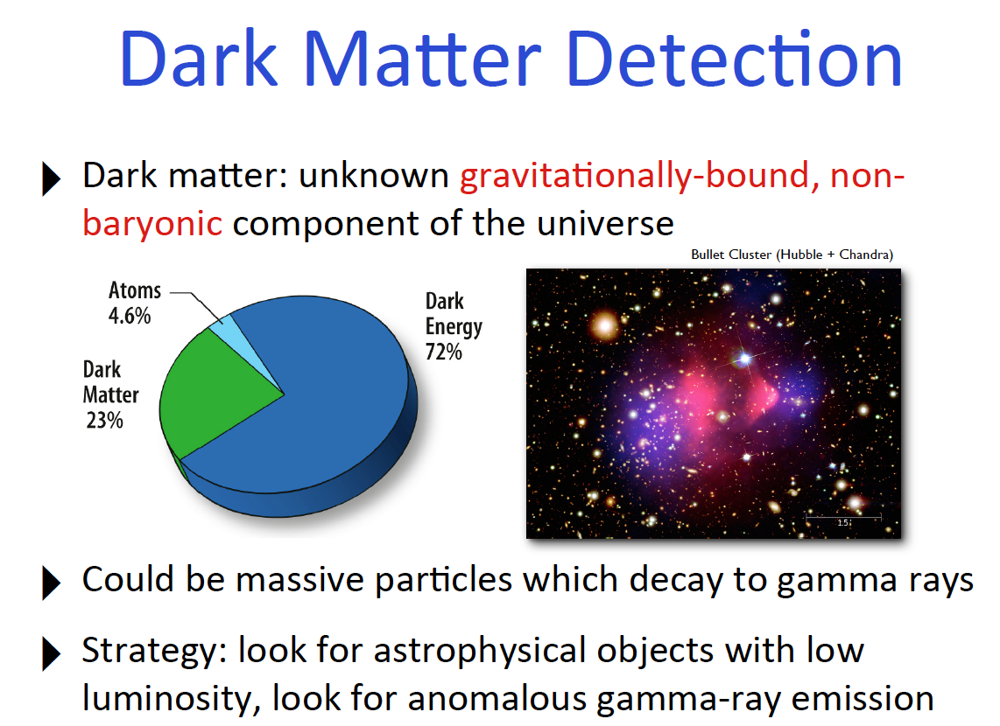 Dark Matter Detection
Dark matter: unknown gravitationally-bound, non-
baryonic component of the universe
Bullet Cluster (Hubble + Chandra)
Atoms
4.6%
Dark
Energy
72%
Dark
Matter
23%
1.5'
Could be massive particles which decay to gamma rays
Strategy: look for astrophysical objects with low
luminosity, look for anomalous gamma-ray emission